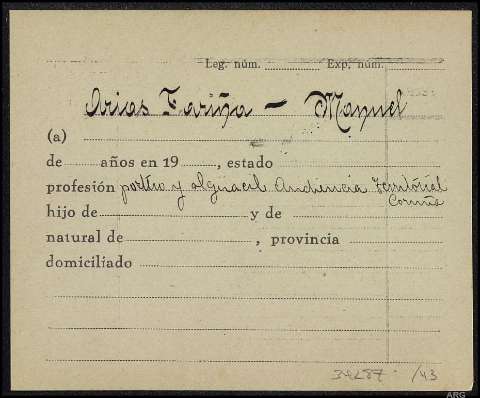 Leg. núm. Exp. núm.
Arias Fariña — Manuel
(a)
de años en 19 , estado
profesión portero y alguacil Audiencia Territorial
Coruña
hijo de y de
natural de , provincia
domiciliado
34287 /43
ARG